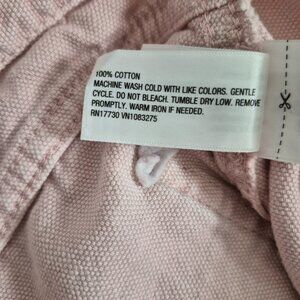 100% COTTON
MACHINE WASH COLD WITH LIKE COLORS. GENTLE
CYCLE. DO NOT BLEACH. TUMBLE DRY LOW. REMOVE
PROMPTLY. WARM IRON IF NEEDED.
RN17730 VN1083275